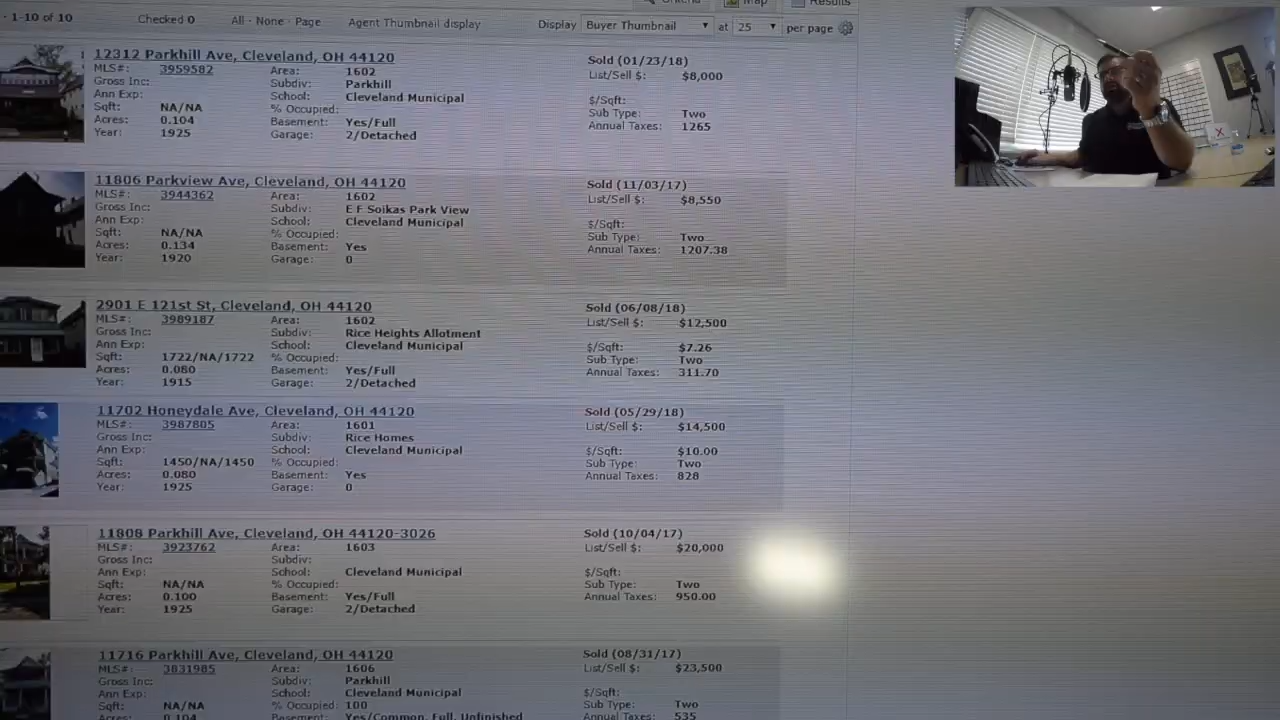 · 1-10 of 10 Checked 0 All · None · Page Agent Thumbnail display Display Buyer Thumbnail ▼ at 25 ▼ per page
Map Results
12312 Parkhill Ave, Cleveland, OH 44120 Sold (01/23/18)
MLS#: 3959582 Area: 1602 List/Sell $: $8,000
Gross Inc: Subdiv: Parkhill
Ann Exp: School: Cleveland Municipal $/Sqft:
Sqft: NA/NA % Occupied: Sub Type: Two
Acres: 0.104 Basement: Yes/Full Annual Taxes: 1265
Year: 1925 Garage: 2/Detached
11806 Parkview Ave, Cleveland, OH 44120 Sold (11/03/17)
MLS#: 3944362 Area: 1602 List/Sell $: $8,550
Gross Inc: Subdiv: E F Soikas Park View
Ann Exp: School: Cleveland Municipal $/Sqft:
Sqft: NA/NA % Occupied: Sub Type: Two
Acres: 0.134 Basement: Yes Annual Taxes: 1207.38
Year: 1920 Garage: 0
2901 E 121st St, Cleveland, OH 44120 Sold (06/08/18)
MLS#: 3989187 Area: 1602 List/Sell $: $12,500
Gross Inc: Subdiv: Rice Heights Allotment
Ann Exp: School: Cleveland Municipal $/Sqft: $7.26
Sqft: 1722/NA/1722 % Occupied: Sub Type: Two
Acres: 0.080 Basement: Yes/Full Annual Taxes: 311.70
Year: 1915 Garage: 2/Detached
11702 Honeydale Ave, Cleveland, OH 44120 Sold (05/29/18)
MLS#: 3987805 Area: 1601 List/Sell $: $14,500
Gross Inc: Subdiv: Rice Homes
Ann Exp: School: Cleveland Municipal $/Sqft: $10.00
Sqft: 1450/NA/1450 % Occupied: Sub Type: Two
Acres: 0.080 Basement: Yes Annual Taxes: 828
Year: 1925 Garage: 0
11808 Parkhill Ave, Cleveland, OH 44120-3026 Sold (10/04/17)
MLS#: 3923762 Area: 1603 List/Sell $: $20,000
Gross Inc: Subdiv:
Ann Exp: School: Cleveland Municipal $/Sqft:
Sqft: NA/NA % Occupied: Sub Type: Two
Acres: 0.100 Basement: Yes/Full Annual Taxes: 950.00
Year: 1925 Garage: 2/Detached
11716 Parkhill Ave, Cleveland, OH 44120 Sold (08/31/17)
MLS#: 3831985 Area: 1606 List/Sell $: $23,500
Gross Inc: Subdiv: Parkhill
Ann Exp: School: Cleveland Municipal $/Sqft:
Sqft: NA/NA % Occupied: 100 Sub Type: Two
Acres: 0.104 Basement: Yes/Common, Full, Unfinished Annual Taxes: 535